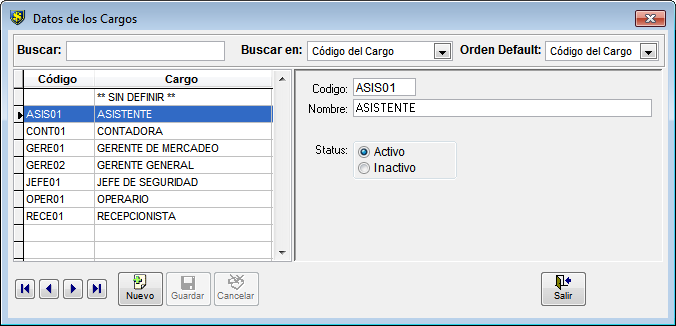 Datos de los Cargos
Buscar: Buscar en: Código del Cargo Orden Default: Código del Cargo
Código Cargo
** SIN DEFINIR **
ASIS01 ASISTENTE
CONT01 CONTADORA
GERE01 GERENTE DE MERCADEO
GERE02 GERENTE GENERAL
JEFE01 JEFE DE SEGURIDAD
OPER01 OPERARIO
RECE01 RECEPCIONISTA
Codigo: ASIS01
Nombre: ASISTENTE
Status: Activo
Inactivo
Nuevo Guardar Cancelar Salir